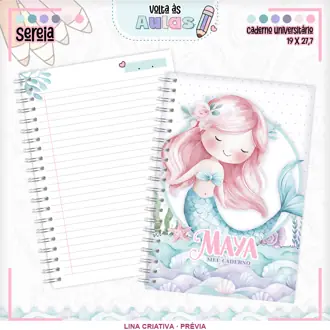 Sereia
VOLTA ÀS
Aulas
caderno universitário
19 X 27,7
MAYA
MEU CADERNO
LINA CRIATIVA · PRÉVIA